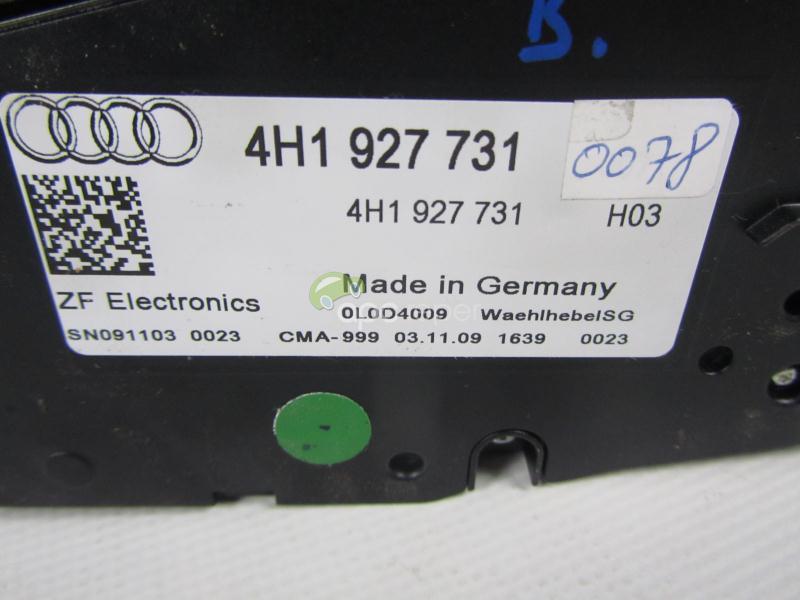 B.
4H1 927 731
0078
4H1 927 731 H03
Made in Germany
ZF Electronics
0L0D4009 WaehlhebelSG
SN091103 0023 CMA-999 03.11.09 1639 0023